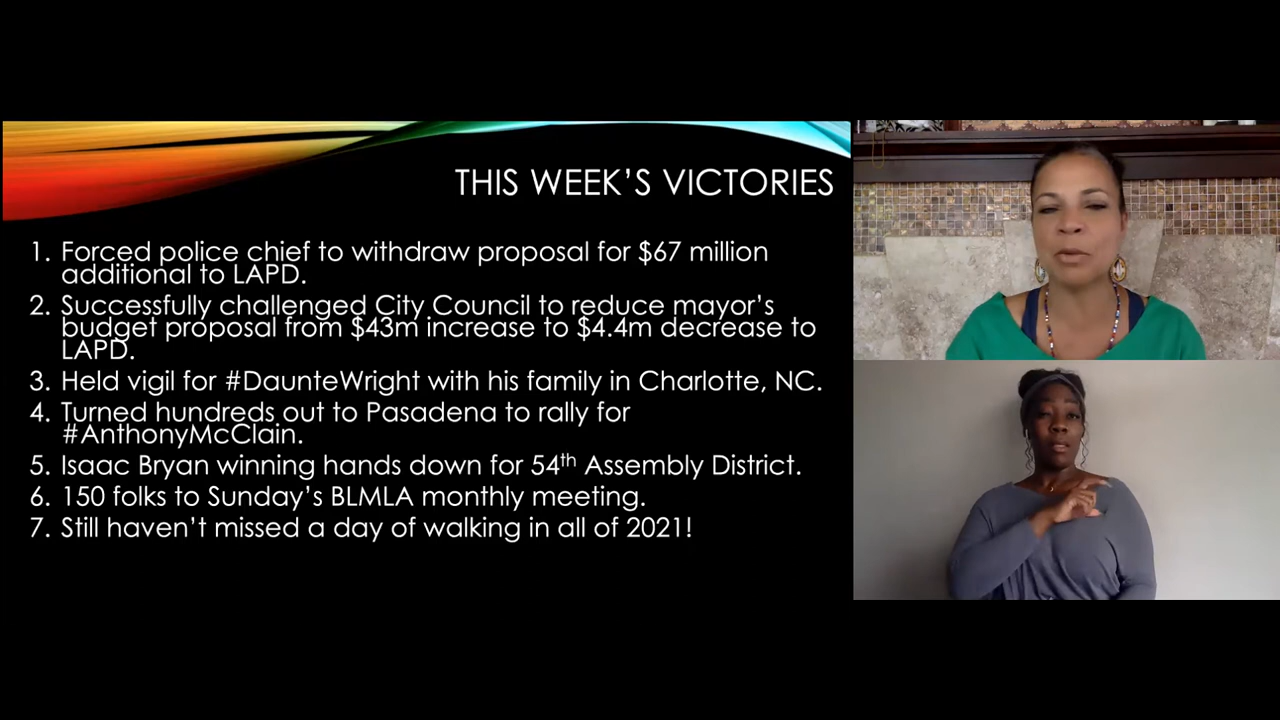 THIS WEEK'S VICTORIES
1. Forced police chief to withdraw proposal for $67 million
additional to LAPD.
2. Successfully challenged City Council to reduce mayor's
budget proposal from $43m increase to $4.4m decrease to
LAPD.
3. Held vigil for #DaunteWright with his family in Charlotte, NC.
4. Turned hundreds out to Pasadena to rally for
#AnthonyMcClain.
5. Isaac Bryan winning hands down for 54th Assembly District.
6. 150 folks to Sunday's BLMLA monthly meeting.
7. Still haven't missed a day of walking in all of 2021!